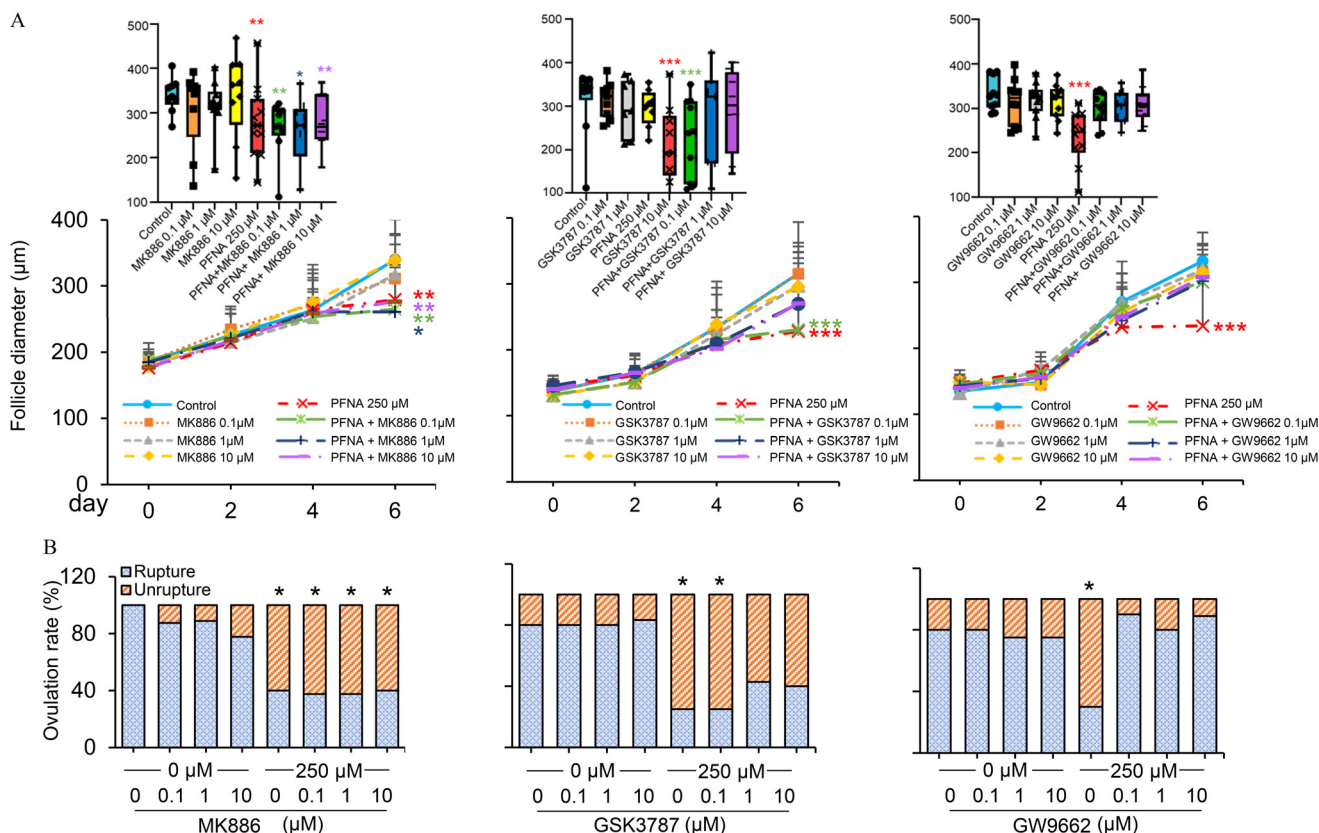 A
500
400
300
200
100
**
**
*
**
Control
MK886 0.1 µM
MK886 1 µM
MK886 10 µM
PFNA 250 µM
PFNA+MK886 0.1 µM
PFNA+ MK886 1 µM
PFNA+ MK886 10 µM
500
400
300
200
100
***
***
Control
GSK3787 0.1 µM
GSK3787 1 µM
PFNA 250 µM
GSK3787 10 µM
PFNA+GSK3787 0.1 µM
PFNA+GSK3787 1 µM
PFNA+ GSK3787 10 µM
500
400
300
200
100
***
Control
GW9662 0.1 µM
GW9662 1 µM
GW9662 10 µM
PFNA 250 µM
PFNA+GW9662 0.1 µM
PFNA+GW9662 1 µM
PFNA+ GW9662 10 µM
Follicle diameter (µm)
400
300
200
100
0
**
**
**
*
Control
MK886 0.1µM
MK886 1µM
MK886 10 µM
PFNA 250 µM
PFNA + MK886 0.1µM
PFNA + MK886 1µM
PFNA + MK886 10 µM
day
0 2 4 6
***
***
Control
GSK3787 0.1µM
GSK3787 1µM
GSK3787 10 µM
PFNA 250 µM
PFNA + GSK3787 0.1µM
PFNA + GSK3787 1µM
PFNA + GSK3787 10 µM
0 2 4 6
***
Control
GW9662 0.1µM
GW9662 1µM
GW9662 10 µM
PFNA 250 µM
PFNA + GW9662 0.1µM
PFNA + GW9662 1µM
PFNA + GW9662 10 µM
0 2 4 6
B
Ovulation rate (%)
120
80
40
0
Rupture
Unrupture
* * * *
0 µM 250 µM
0 0.1 1 10 0 0.1 1 10
MK886 (µM)
* *
0 µM 250 µM
0 0.1 1 10 0 0.1 1 10
GSK3787 (µM)
*
0 µM 250 µM
0 0.1 1 10 0 0.1 1 10
GW9662 (µM)